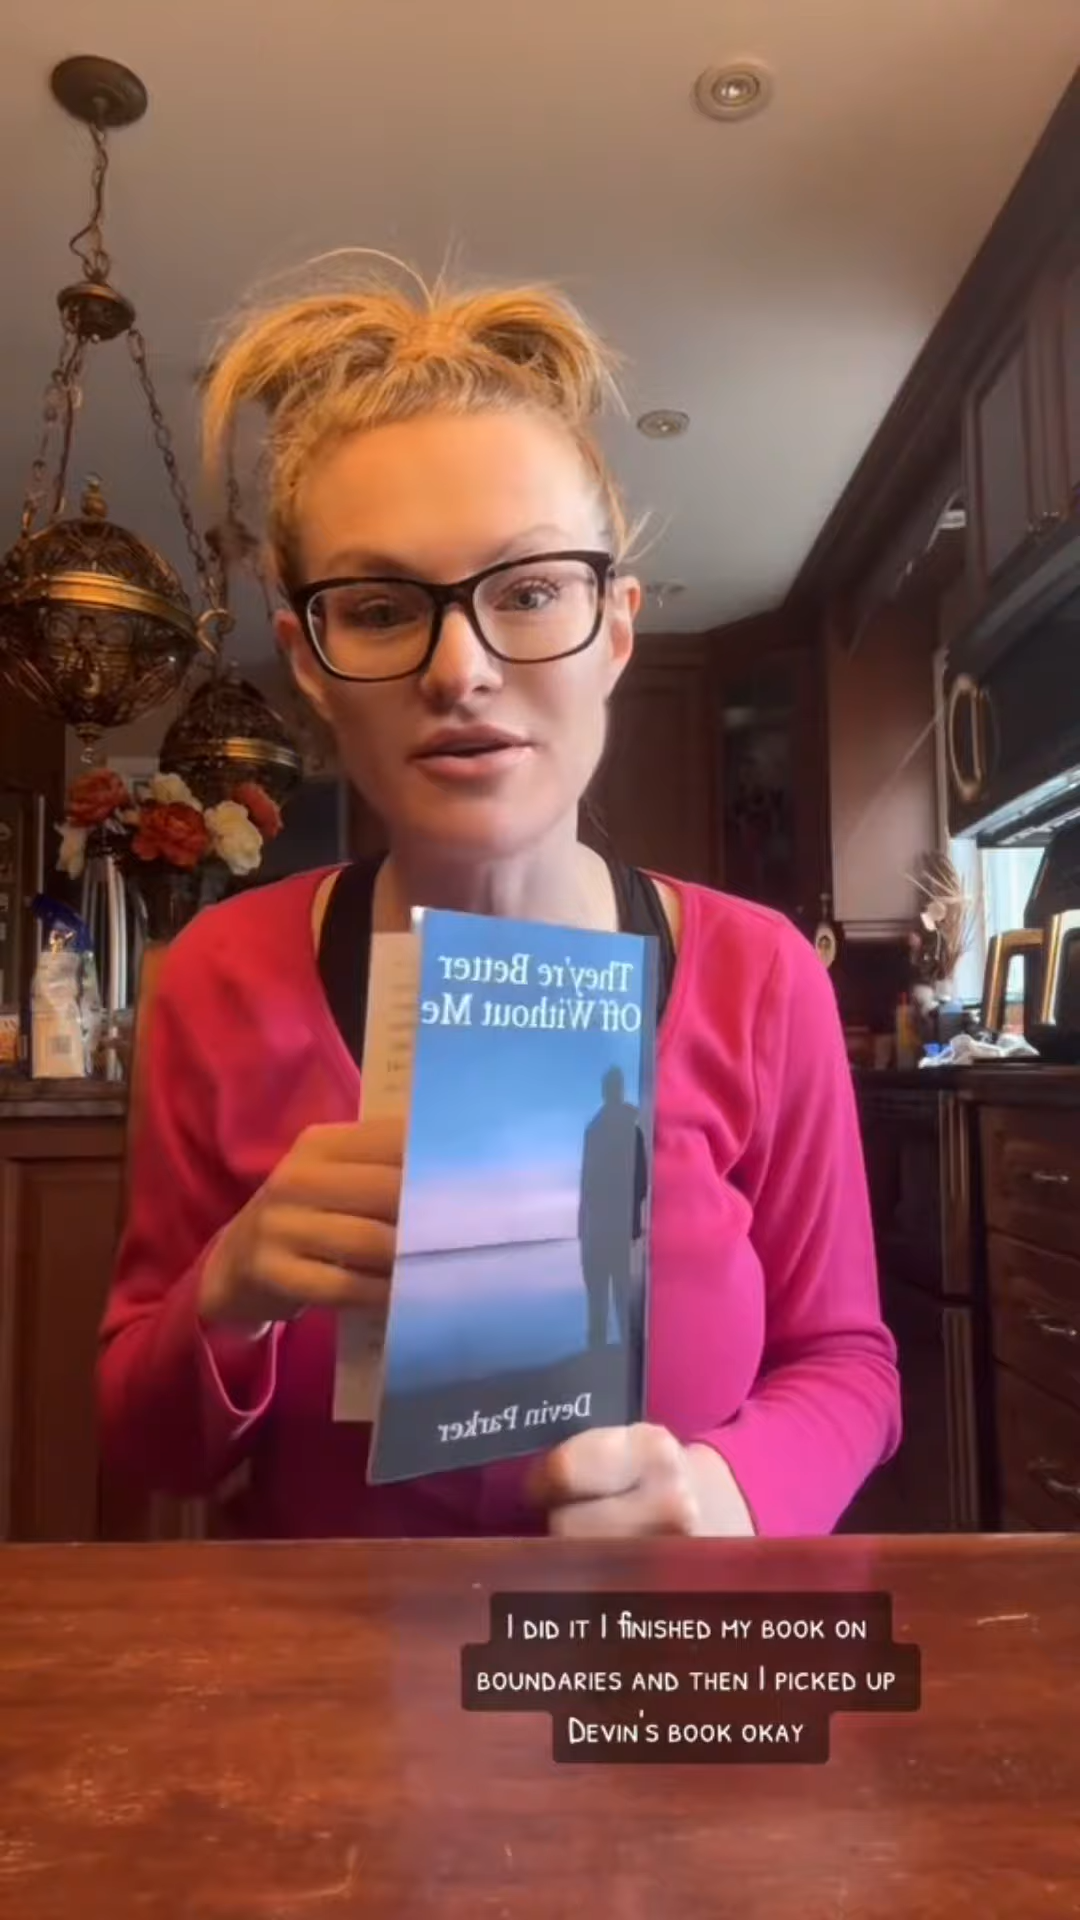 They're Better
Off Without Me
Devin Parker
I DID IT I FINISHED MY BOOK ON
BOUNDARIES AND THEN I PICKED UP
DEVIN'S BOOK OKAY